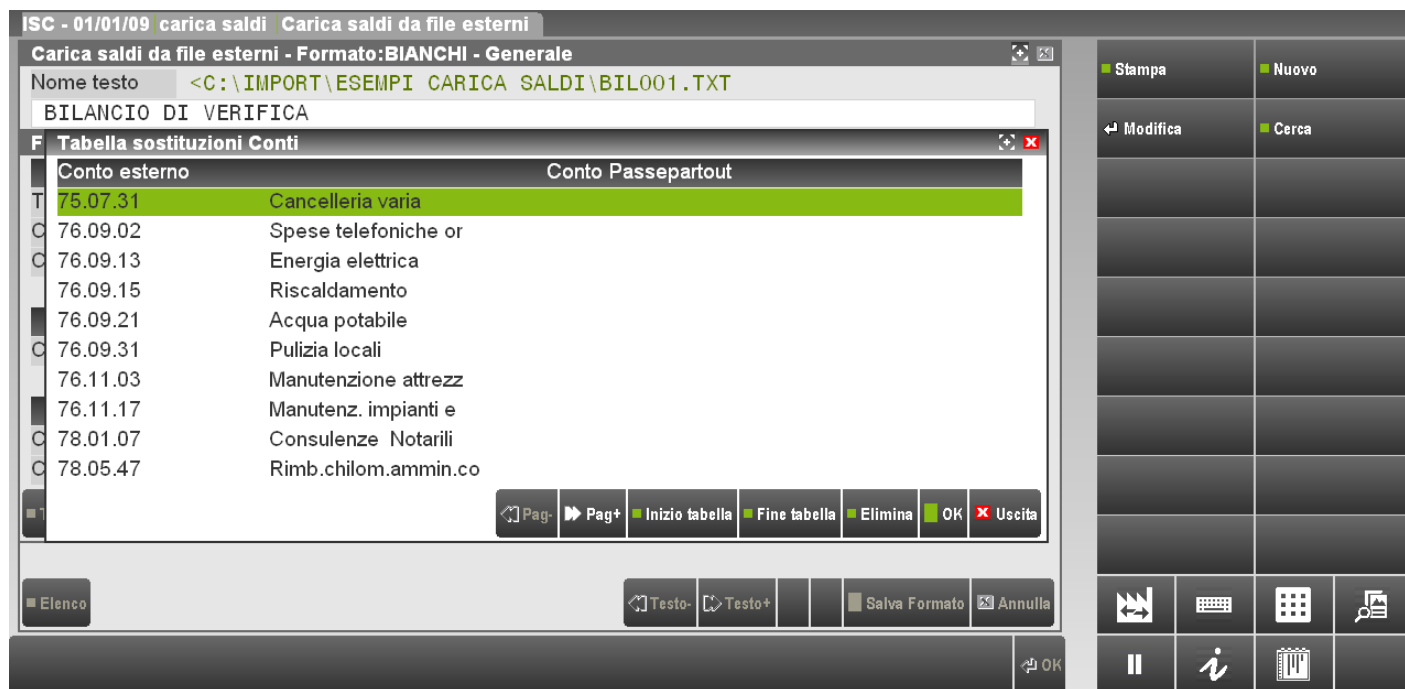 ISC - 01/01/09 carica saldi Carica saldi da file esterni
Carica saldi da file esterni - Formato:BIANCHI - Generale
Nome testo <C:\IMPORT\ESEMPI CARICA SALDI\BIL001.TXT
BILANCIO DI VERIFICA
F Tabella sostituzioni Conti
Conto esterno Conto Passepartout
T 75.07.31 Cancelleria varia
C 76.09.02 Spese telefoniche or
C 76.09.13 Energia elettrica
76.09.15 Riscaldamento
76.09.21 Acqua potabile
C 76.09.31 Pulizia locali
76.11.03 Manutenzione attrezz
76.11.17 Manutenz. impianti e
C 78.01.07 Consulenze Notarili
C 78.05.47 Rimb.chilom.ammin.co
T Pag- Pag+ Inizio tabella Fine tabella Elimina OK Uscita
Elenco Testo- Testo+ Salva Formato Annulla
OK
Stampa Nuovo
Modifica Cerca